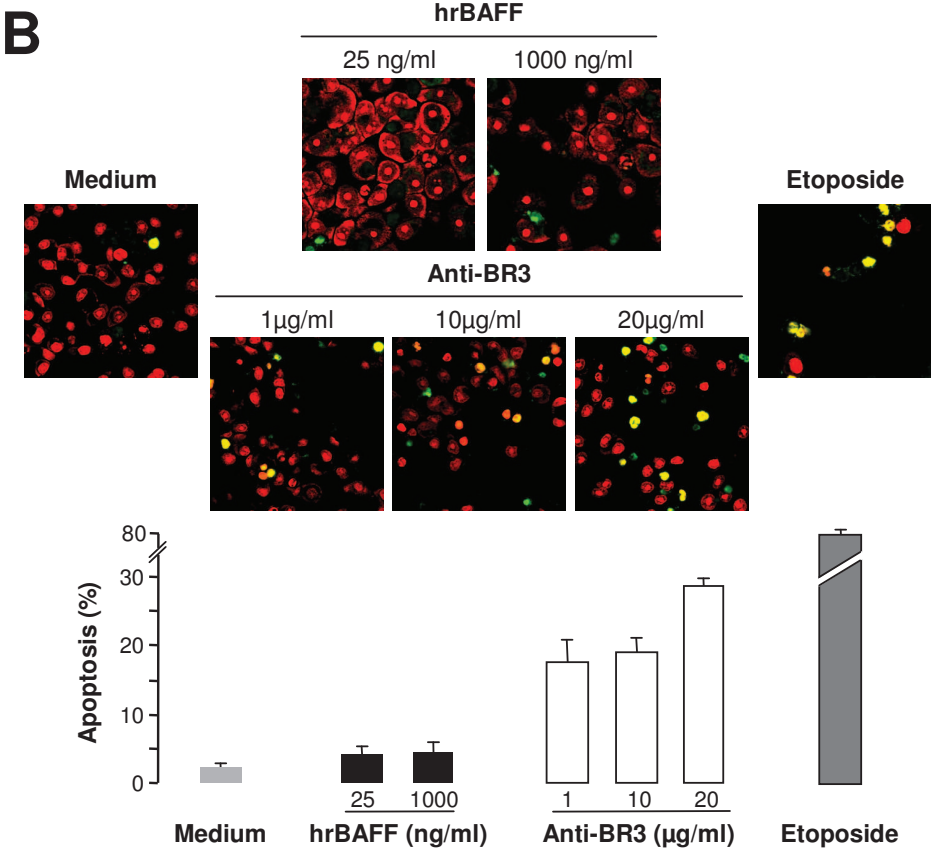 B
hrBAFF
25 ng/ml 1000 ng/ml
Medium
Etoposide
Anti-BR3
1µg/ml 10µg/ml 20µg/ml
Apoptosis (%)
80
30
20
10
0
25 1000 1 10 20
Medium hrBAFF (ng/ml) Anti-BR3 (µg/ml) Etoposide